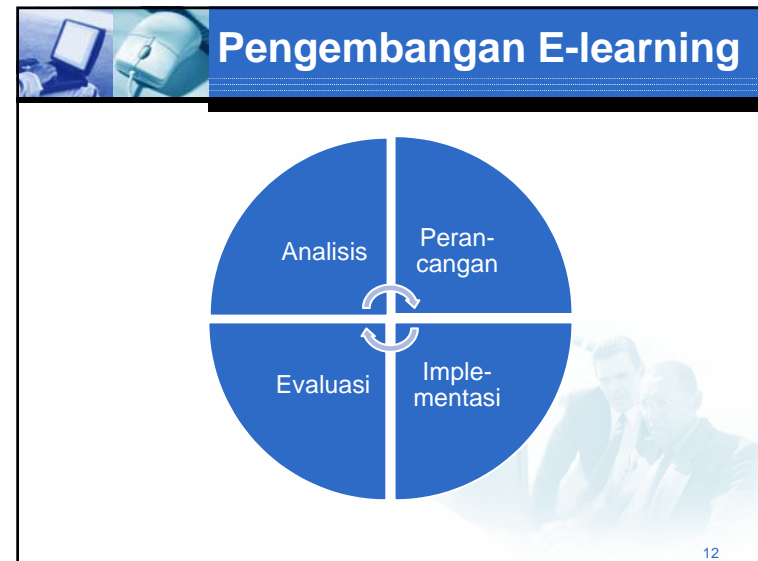 Pengembangan E-learning
Analisis
Peran-
cangan
Evaluasi
Imple-
mentasi
12